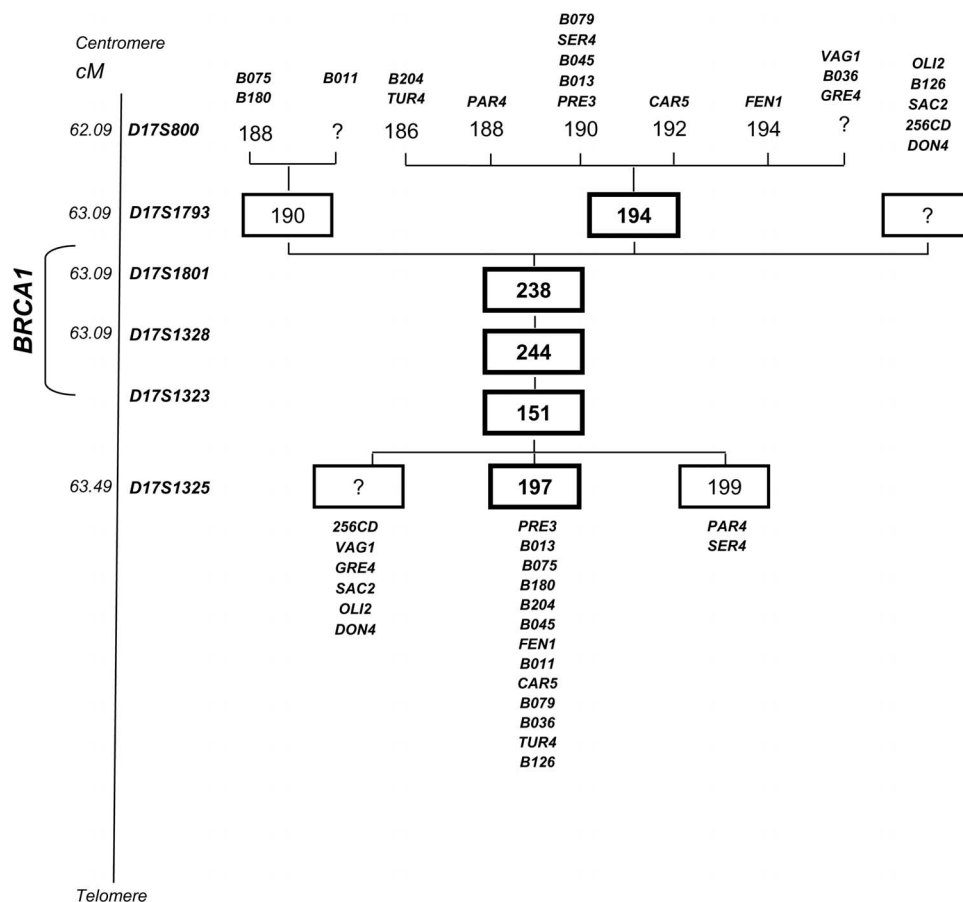 Centromere
cM
B075
B180
B011
B204
TUR4
PAR4
B079
SER4
B045
B013
PRE3
CAR5
FEN1
VAG1
B036
GRE4
OLI2
B126
SAC2
256CD
DON4
62.09 D17S800 188 ? 186 188 190 192 194 ?
63.09 D17S1793 190 194 ?
BRCA1
63.09 D17S1801 238
63.09 D17S1328 244
D17S1323 151
63.49 D17S1325 ? 197 199
256CD
VAG1
GRE4
SAC2
OLI2
DON4
PRE3
B013
B075
B180
B204
B045
FEN1
B011
CAR5
B079
B036
TUR4
B126
PAR4
SER4
Telomere